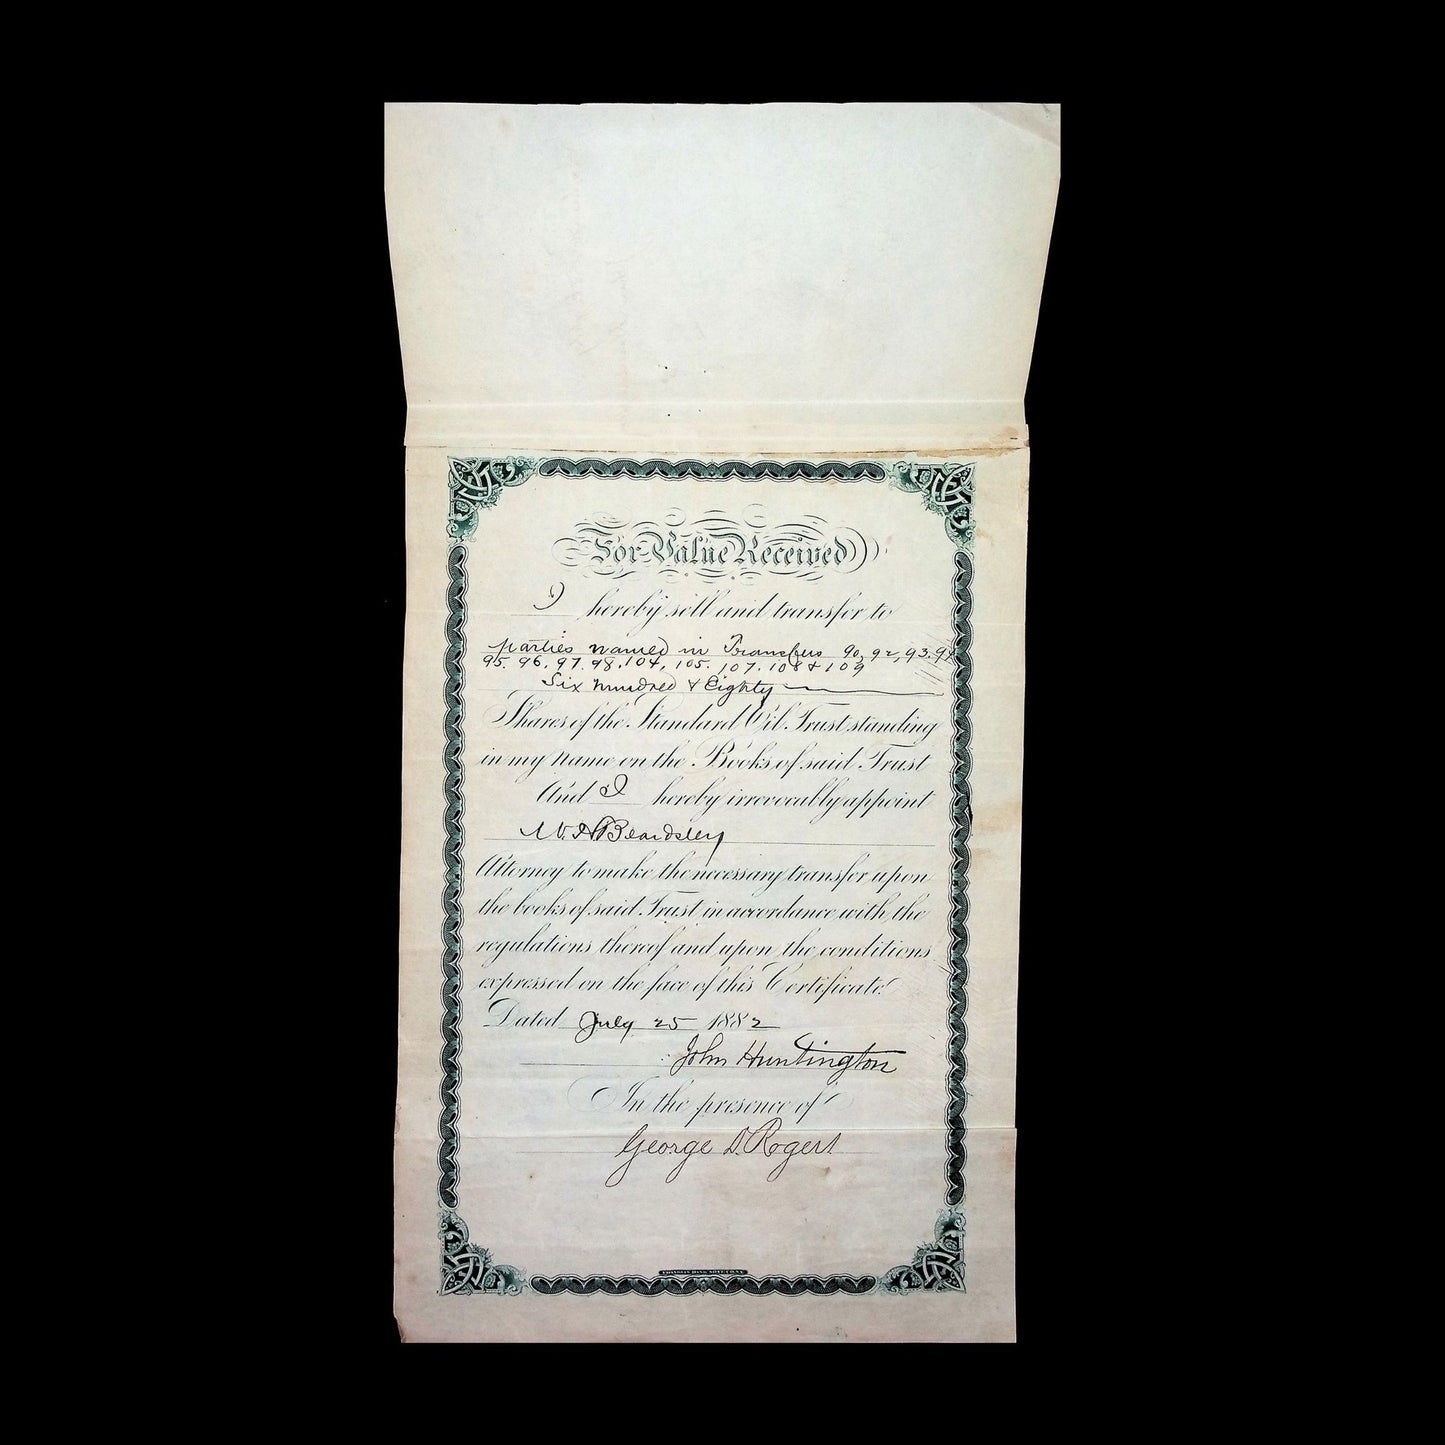 For Value Received
I hereby sell and transfer to
parties named in Transfers 90, 92, 93. 94
95. 96, 97. 98, 104, 105. 107, 108 & 109
Six Hundred & Eighty
Shares of the Standard Oil Trust standing
in my name on the Books of said Trust
And I hereby irrevocably appoint
Beardsley
Attorney to make the necessary transfer upon
the books of said Trust in accordance with the
regulations thereof and upon the conditions
expressed on the face of this Certificate
Dated July 25 1882
John Huntington
In the presence of
George D. Rogers
FRANKLIN BANK NOTE CO. N.Y.